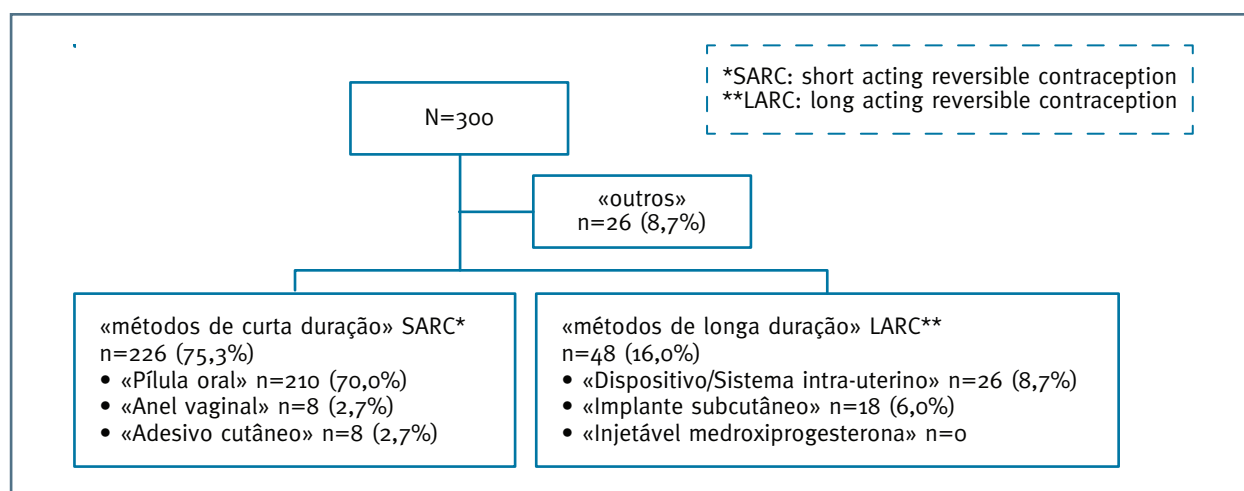 *SARC: short acting reversible contraception
**LARC: long acting reversible contraception
N=300
«outros»
n=26 (8,7%)
«métodos de curta duração» SARC*
n=226 (75,3%)
• «Pílula oral» n=210 (70,0%)
• «Anel vaginal» n=8 (2,7%)
• «Adesivo cutâneo» n=8 (2,7%)
«métodos de longa duração» LARC**
n=48 (16,0%)
• «Dispositivo/Sistema intra-uterino» n=26 (8,7%)
• «Implante subcutâneo» n=18 (6,0%)
• «Injetável medroxiprogesterona» n=0